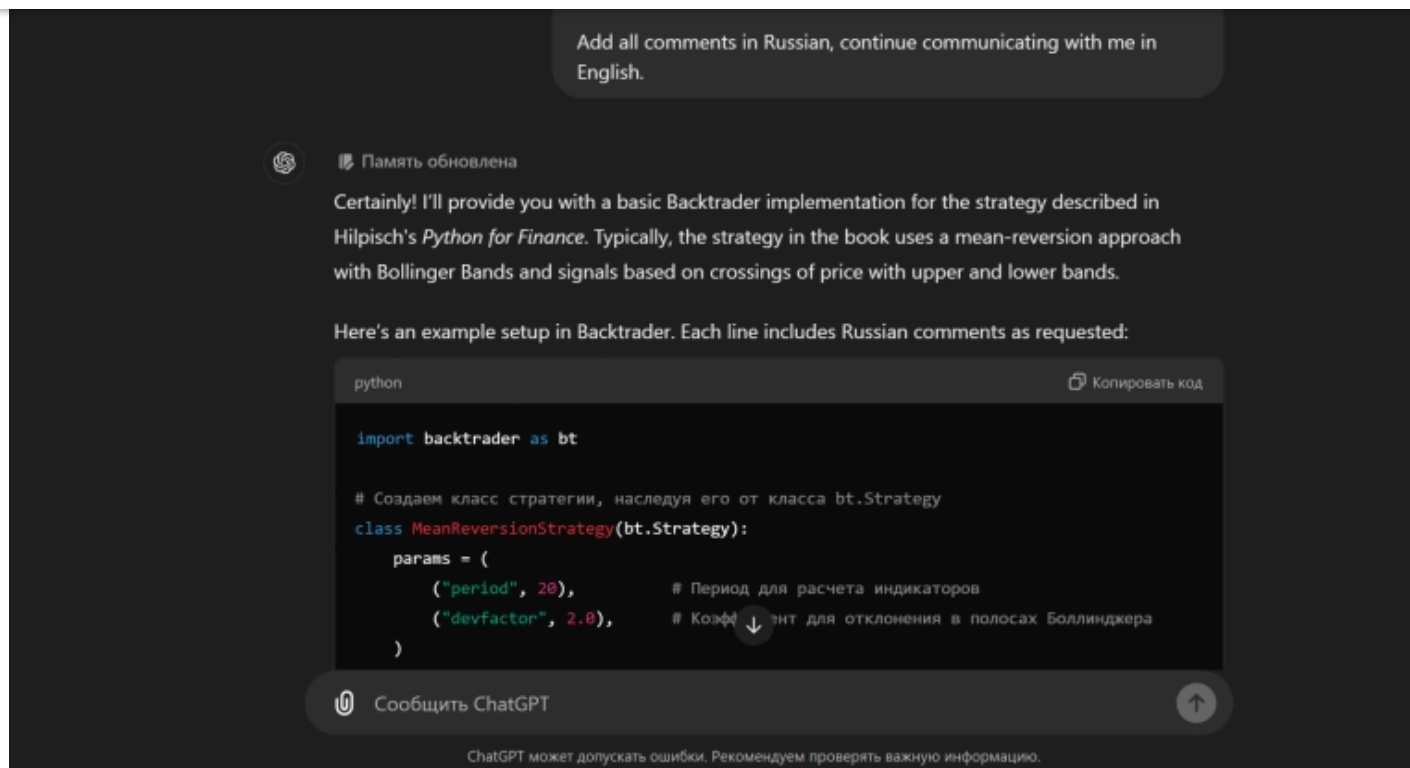 Add all comments in Russian, continue communicating with me in
English.
Память обновлена
Certainly! I'll provide you with a basic Backtrader implementation for the strategy described in
Hilpisch's Python for Finance. Typically, the strategy in the book uses a mean-reversion approach
with Bollinger Bands and signals based on crossings of price with upper and lower bands.
Here's an example setup in Backtrader. Each line includes Russian comments as requested:
python Копировать код
import backtrader as bt
# Создаем класс стратегии, наследуя его от класса bt.Strategy
class MeanReversionStrategy(bt.Strategy):
params = (
("period", 20), # Период для расчета индикаторов
("devfactor", 2.0), # для отклонения в полосах Боллинджера
)
Сообщить ChatGPT
ChatGPT может допускать ошибки. Рекомендуем проверять важную информацию.